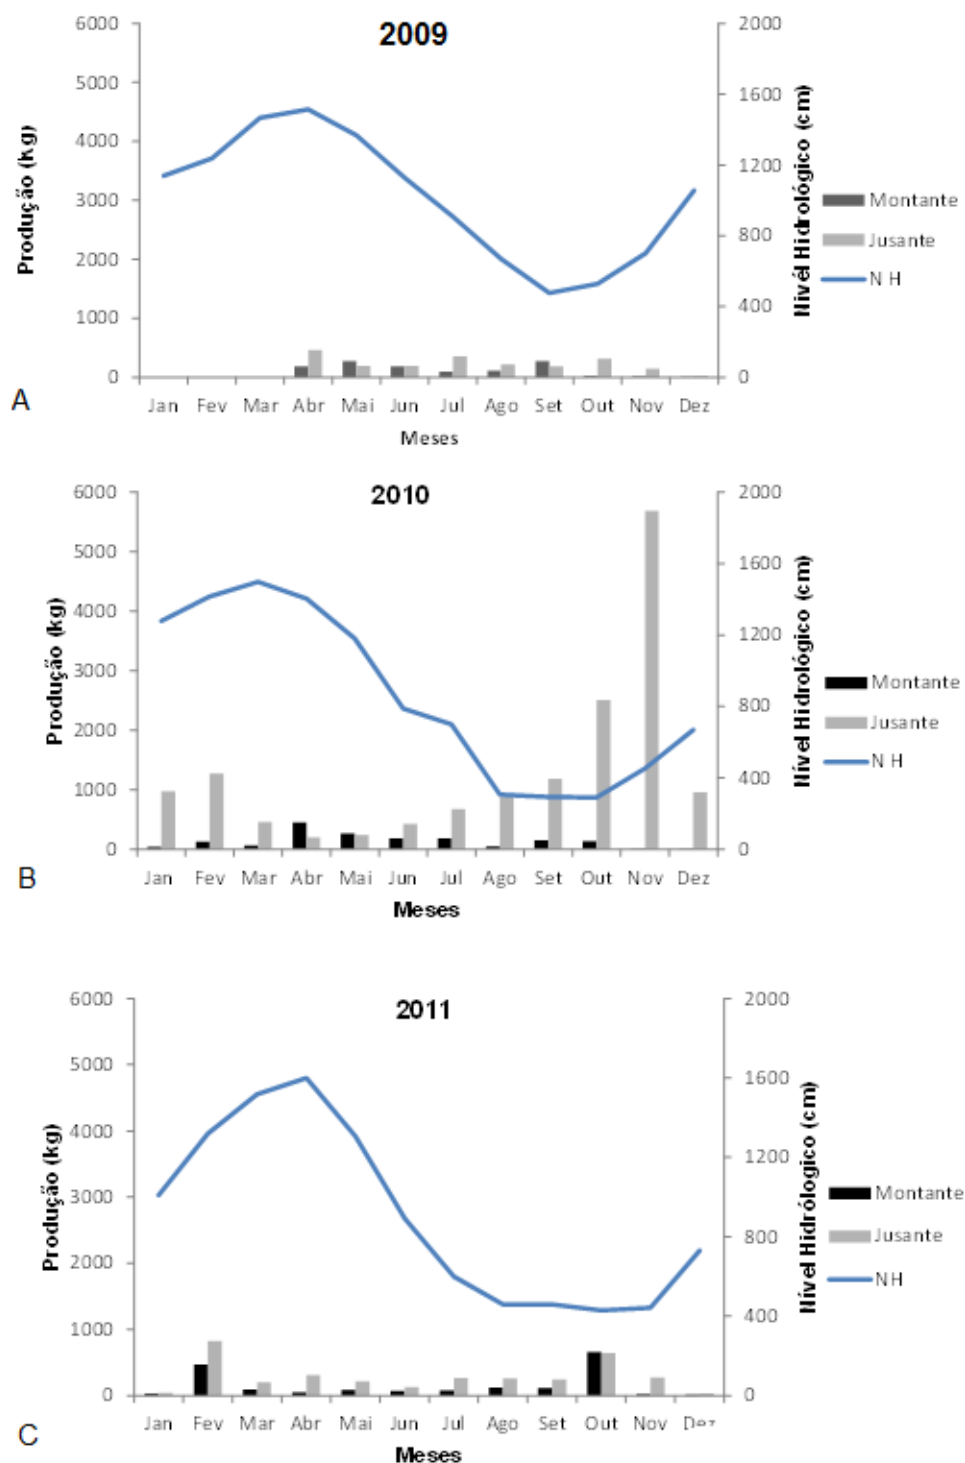 2009
Produção (kg)
6000
5000
4000
3000
2000
1000
0
2000
1600
1200
800
400
0
Nível Hidrológico (cm)
Montante
Jusante
NH
Jan Fev Mar Abr Mai Jun Jul Ago Set Out Nov Dez
Meses
A
2010
Produção (kg)
6000
5000
4000
3000
2000
1000
0
2000
1600
1200
800
400
0
Nível Hidrológico (cm)
Montante
Jusante
NH
Jan Fev Mar Abr Mai Jun Jul Ago Set Out Nov Dez
Meses
B
2011
Produção (kg)
6000
5000
4000
3000
2000
1000
0
2000
1600
1200
800
400
0
Nível Hidrólogico (cm)
Montante
Jusante
NH
Jan Fev Mar Abr Mai Jun Jul Ago Set Out Nov Dez
Meses
C